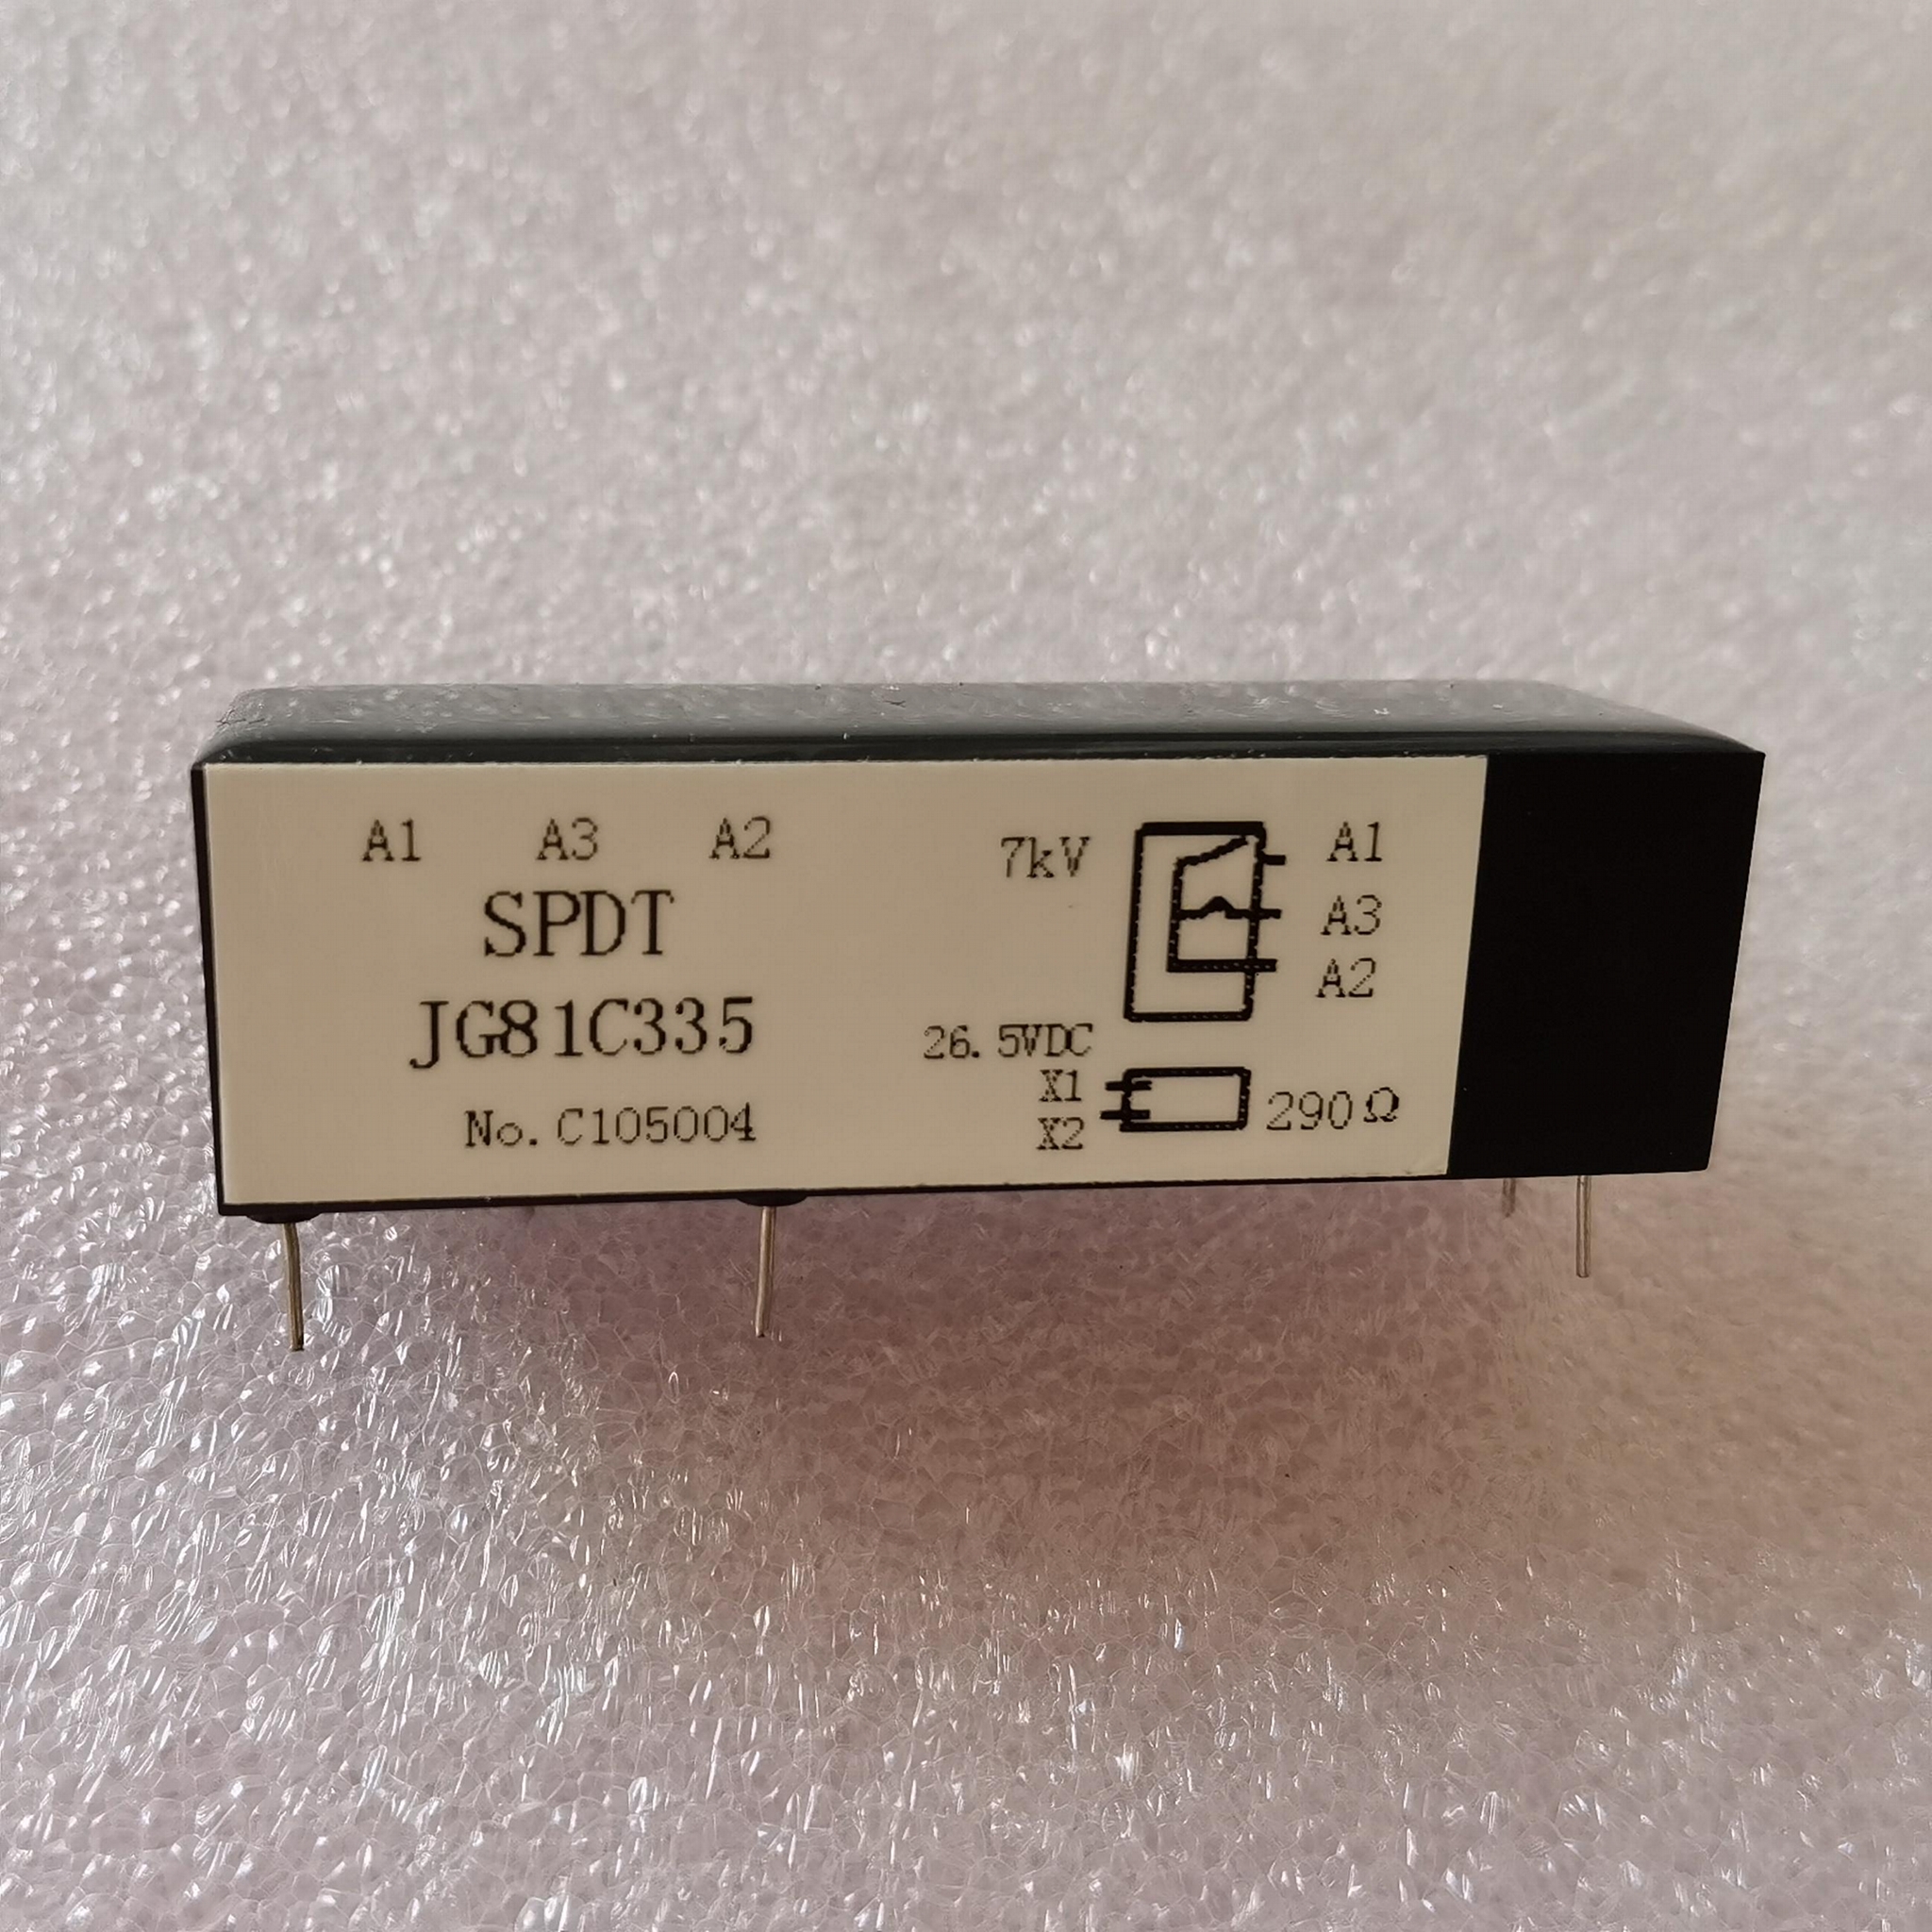 A1 A3 A2
SPDT
JG81C335
No. C105004
7kV
A1
A3
A2
26.5VDC
X1
X2
290Ω